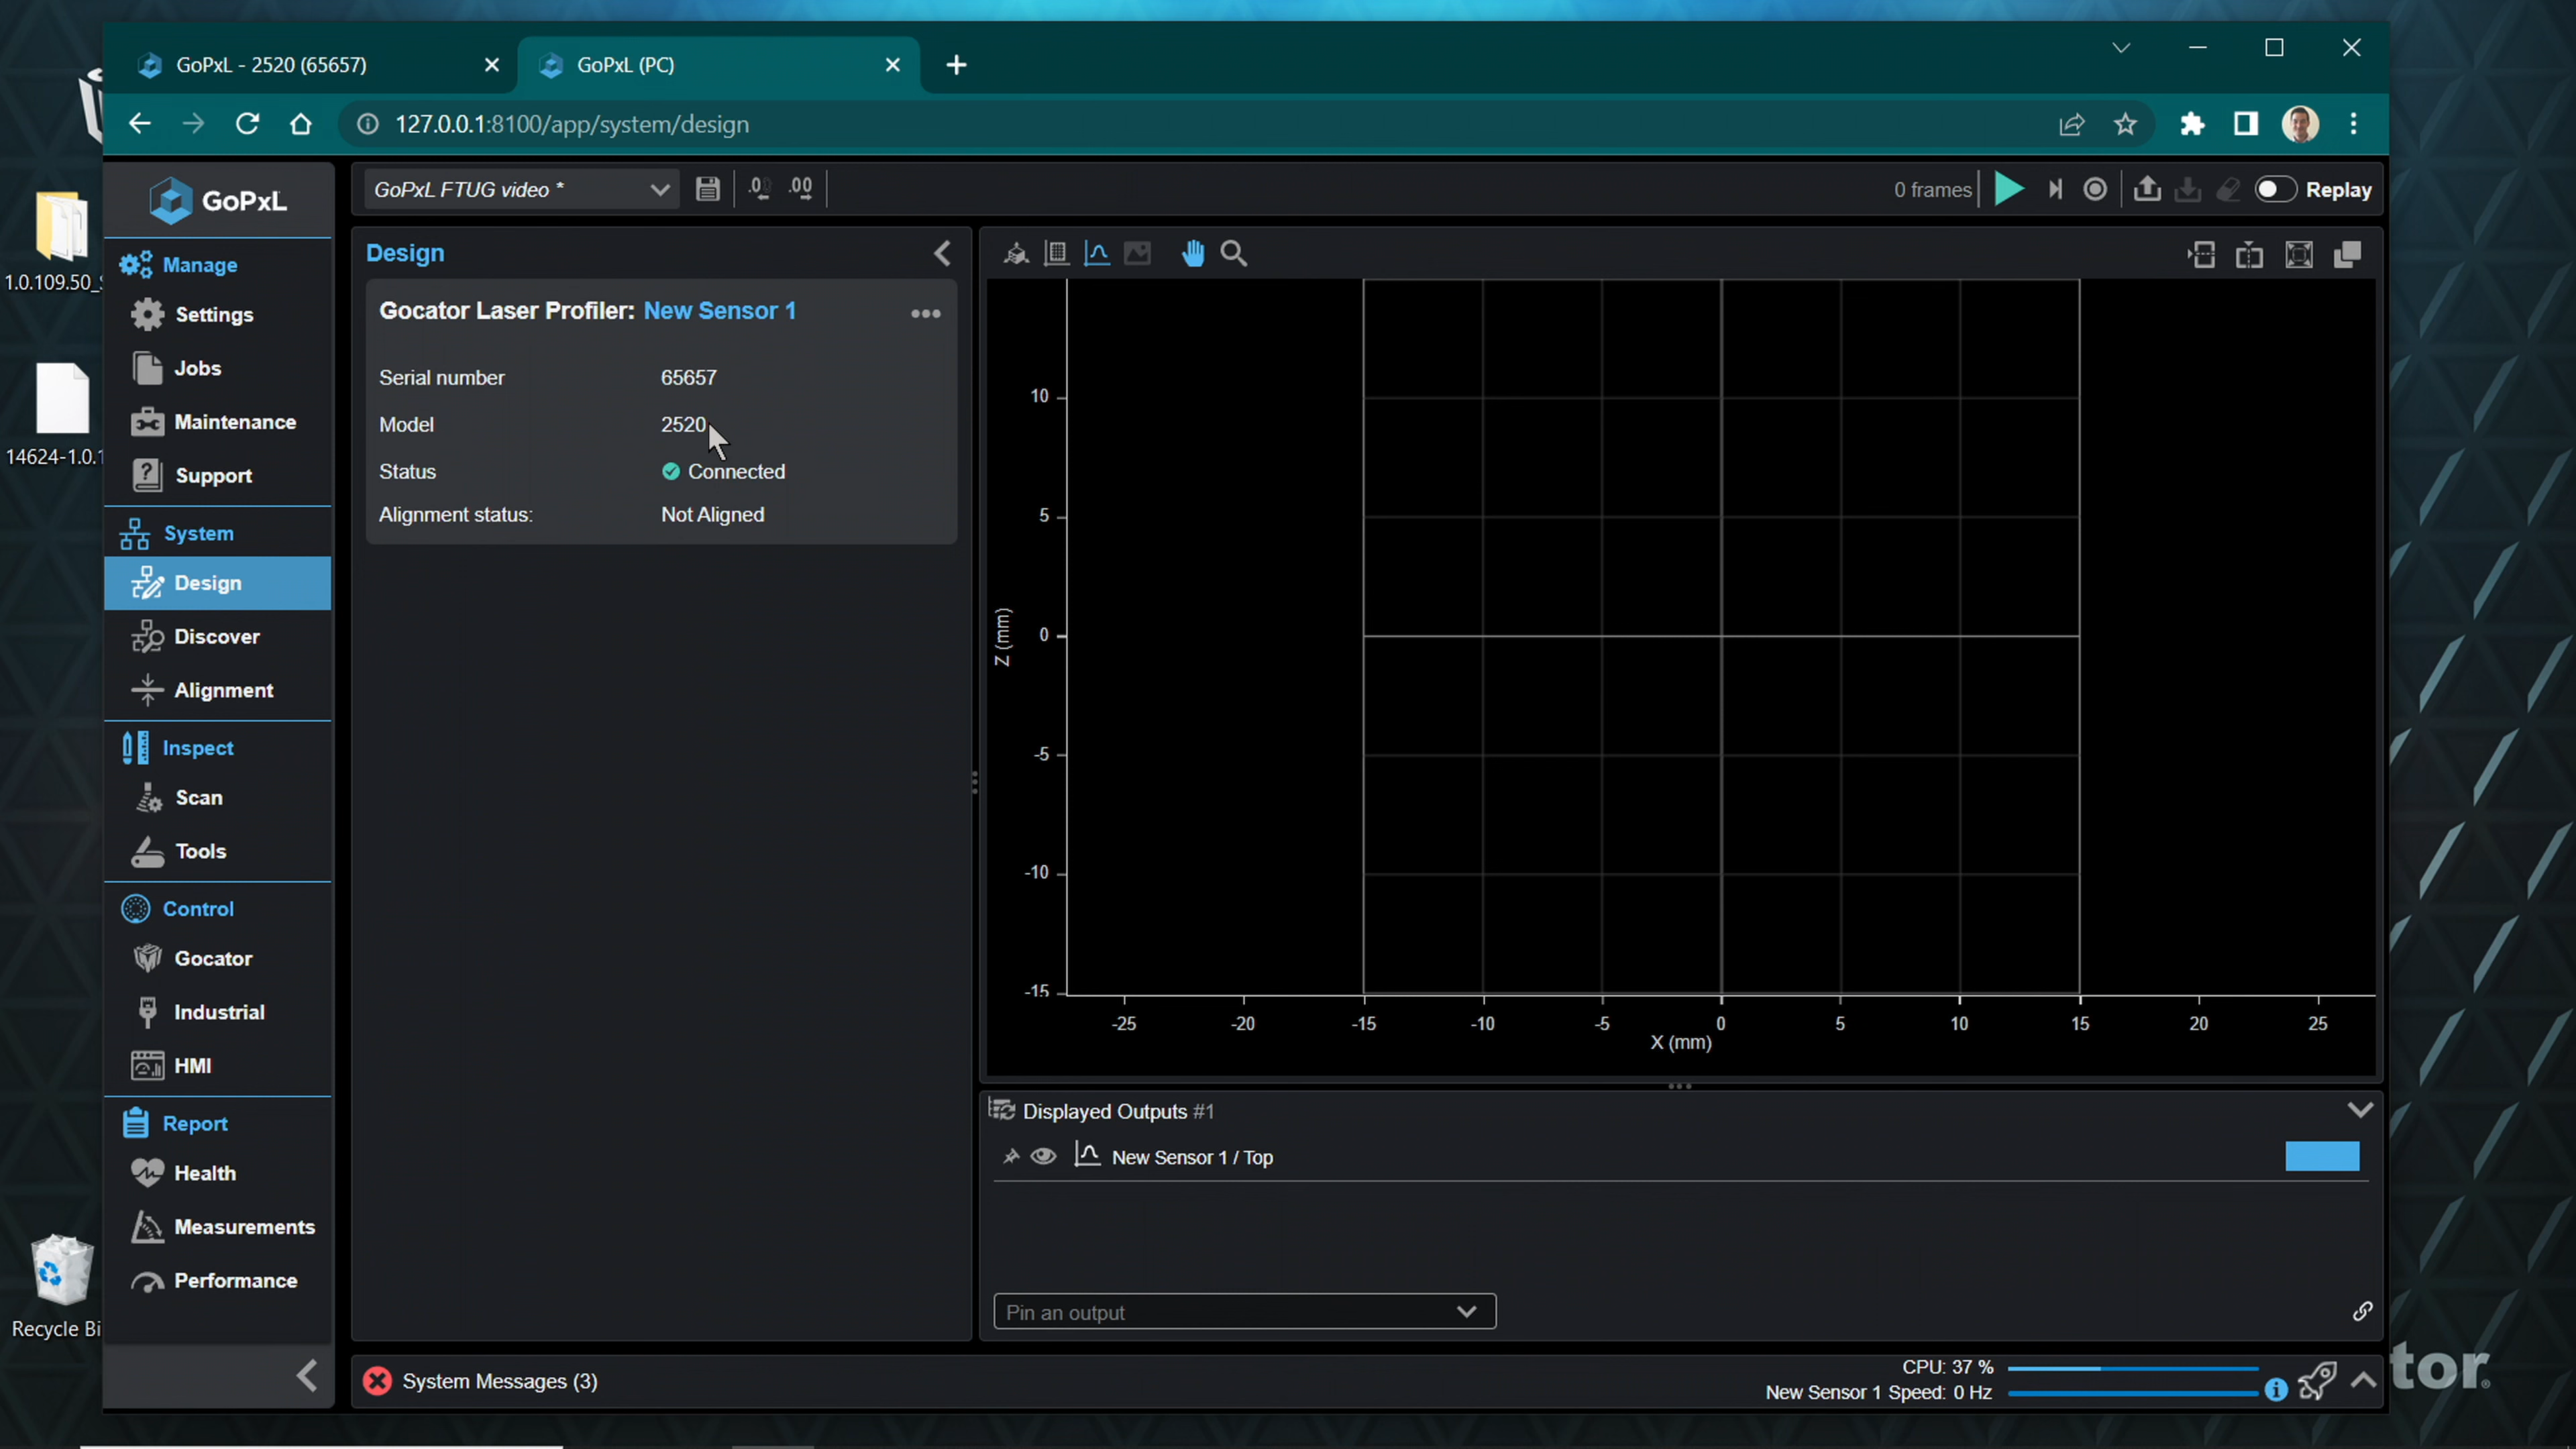 GoPxL - 2520 (65657)
GoPxL (PC)
127.0.0.1:8100/app/system/design
GoPxL
GoPxL FTUG video *
.00
.00
0 frames
Replay
1.0.109.50_S
14624-1.0.1
Recycle Bi
Manage
Settings
Jobs
Maintenance
Support
System
Design
Discover
Alignment
Inspect
Scan
Tools
Control
Gocator
Industrial
HMI
Report
Health
Measurements
Performance
Design
Gocator Laser Profiler: New Sensor 1
Serial number 65657
Model 2520
Status Connected
Alignment status: Not Aligned
10
5
0
-5
-10
-15
Z (mm)
-25 -20 -15 -10 -5 0 5 10 15 20 25
X (mm)
Displayed Outputs #1
New Sensor 1 / Top
Pin an output
System Messages (3)
CPU: 37 %
New Sensor 1 Speed: 0 Hz
tor